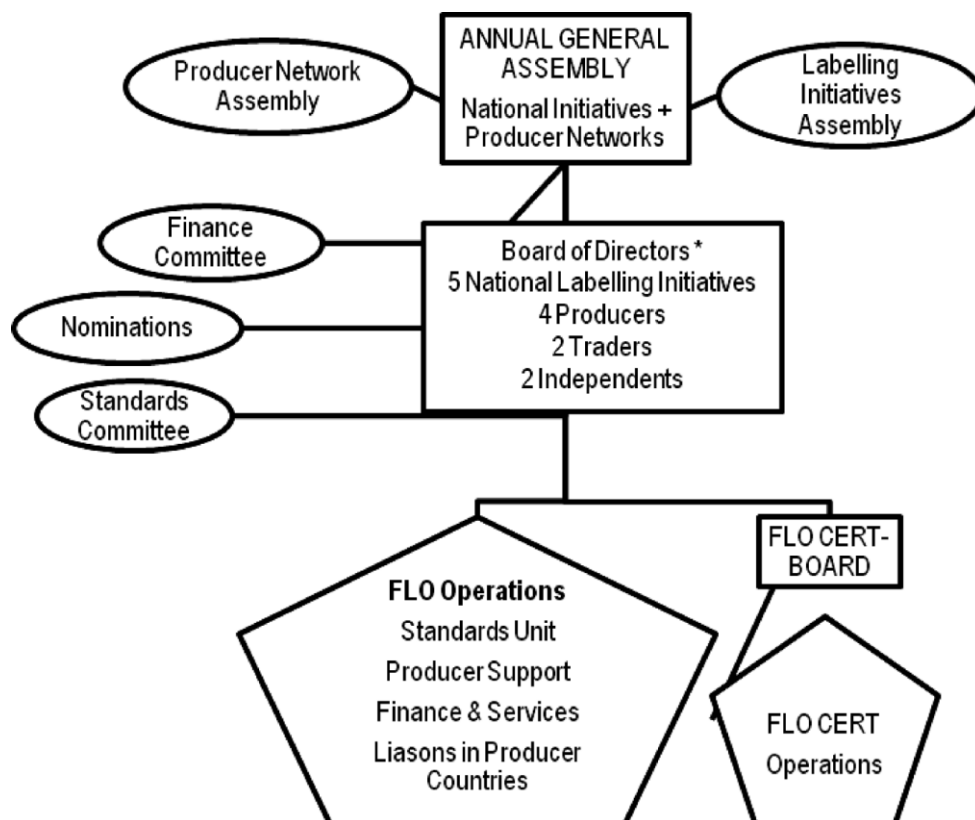 Producer Network
Assembly
ANNUAL GENERAL
ASSEMBLY
National Initiatives +
Producer Networks
Labelling
Initiatives
Assembly
Finance
Committee
Nominations
Standards
Committee
Board of Directors *
5 National Labelling Initiatives
4 Producers
2 Traders
2 Independents
FLO Operations
Standards Unit
Producer Support
Finance & Services
Liasons in Producer
Countries
FLO CERT-
BOARD
FLO CERT
Operations